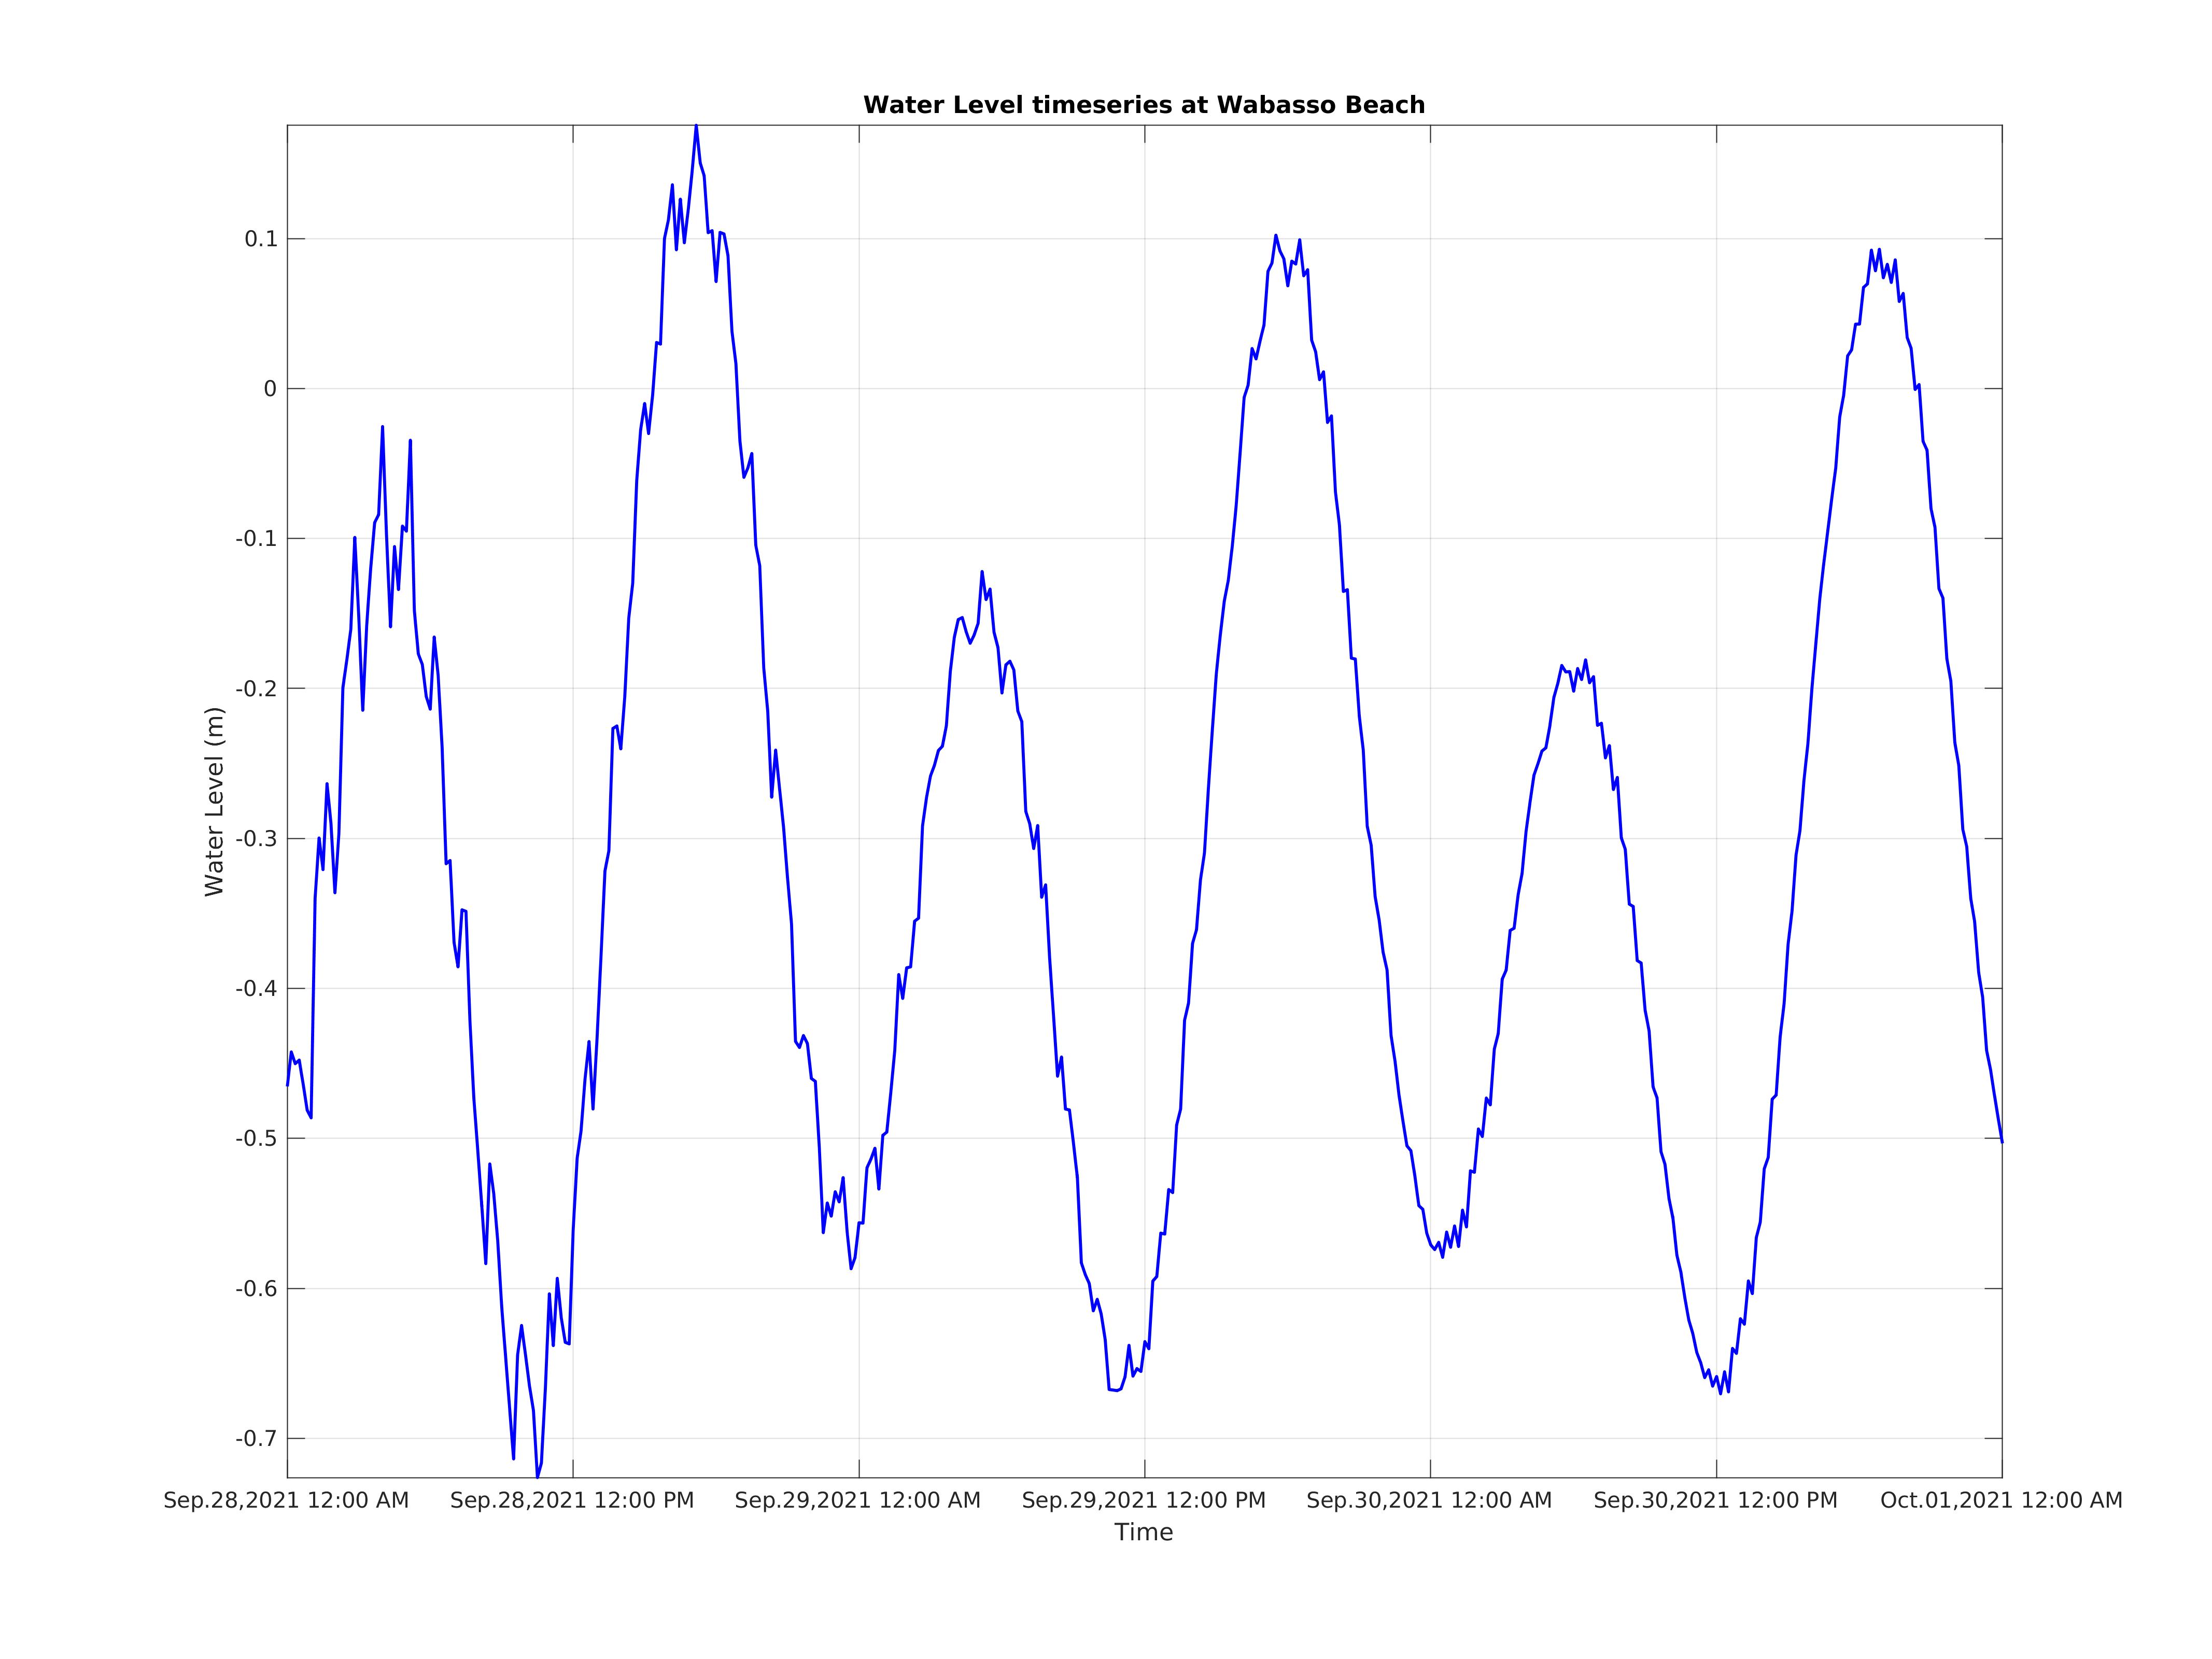 Water Level timeseries at Wabasso Beach
0.1
0
-0.1
-0.2
-0.3
-0.4
-0.5
-0.6
-0.7
Water Level (m)
Sep.28,2021 12:00 AM
Sep.28,2021 12:00 PM
Sep.29,2021 12:00 AM
Sep.29,2021 12:00 PM
Sep.30,2021 12:00 AM
Sep.30,2021 12:00 PM
Oct.01,2021 12:00 AM
Time